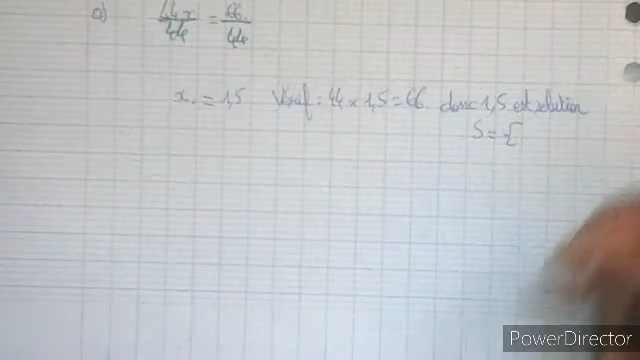 a) 44x/44 = 66/44
x = 1,5 Vérif : 44 x 1,5 = 66. donc 1,5 est solution
S = {
PowerDirector